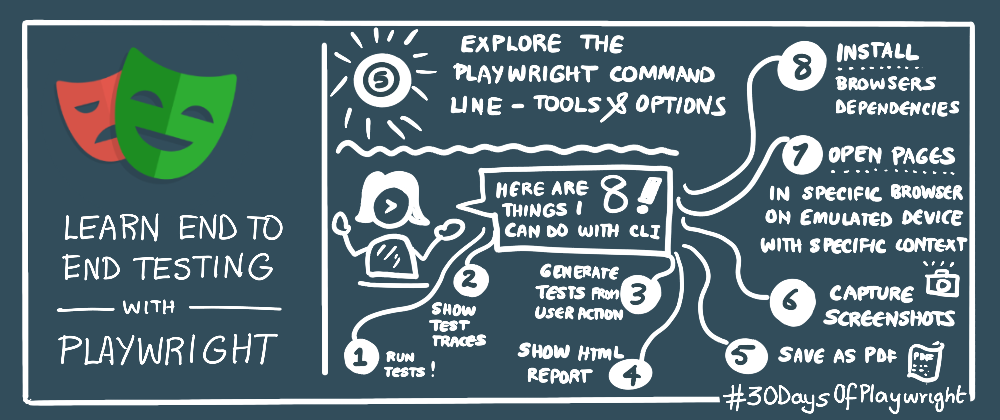 LEARN END TO
END TESTING
WITH
PLAYWRIGHT
5
EXPLORE THE
PLAYWRIGHT COMMAND
LINE - TOOLS & OPTIONS
HERE ARE 8!
THINGS I
CAN DO WITH CLI
1 RUN
TESTS!
2
SHOW
TEST
TRACES
GENERATE
TESTS FROM 3
USER ACTION
SHOW HTML
REPORT 4
5 SAVE AS PDF
PDF
6 CAPTURE
SCREENSHOTS
7 OPEN PAGES
IN SPECIFIC BROWSER
ON EMULATED DEVICE
WITH SPECIFIC CONTEXT
8 INSTALL
BROWSERS
DEPENDENCIES
#30DaysOfPlaywright